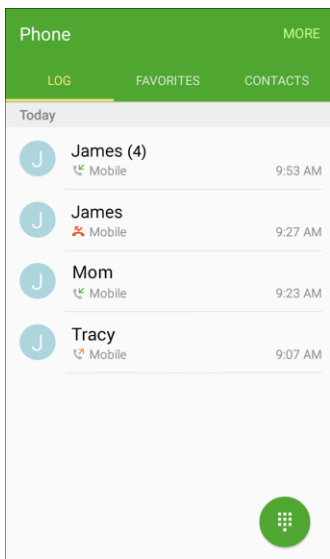 Phone MORE
LOG FAVORITES CONTACTS
Today
J James (4)
Mobile 9:53 AM
J James
Mobile 9:27 AM
J Mom
Mobile 9:23 AM
J Tracy
Mobile 9:07 AM